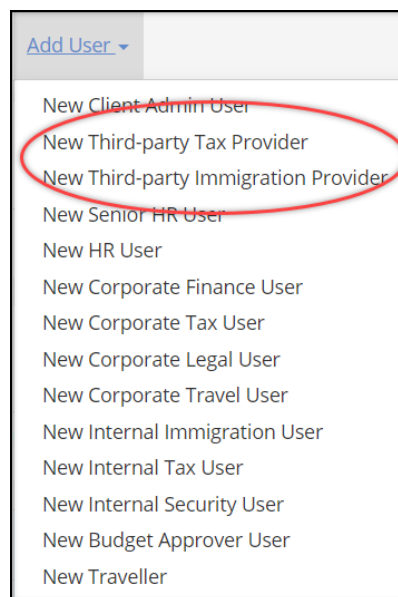 Add User
New Client Admin User
New Third-party Tax Provider
New Third-party Immigration Provider
New Senior HR User
New HR User
New Corporate Finance User
New Corporate Tax User
New Corporate Legal User
New Corporate Travel User
New Internal Immigration User
New Internal Tax User
New Internal Security User
New Budget Approver User
New Traveller